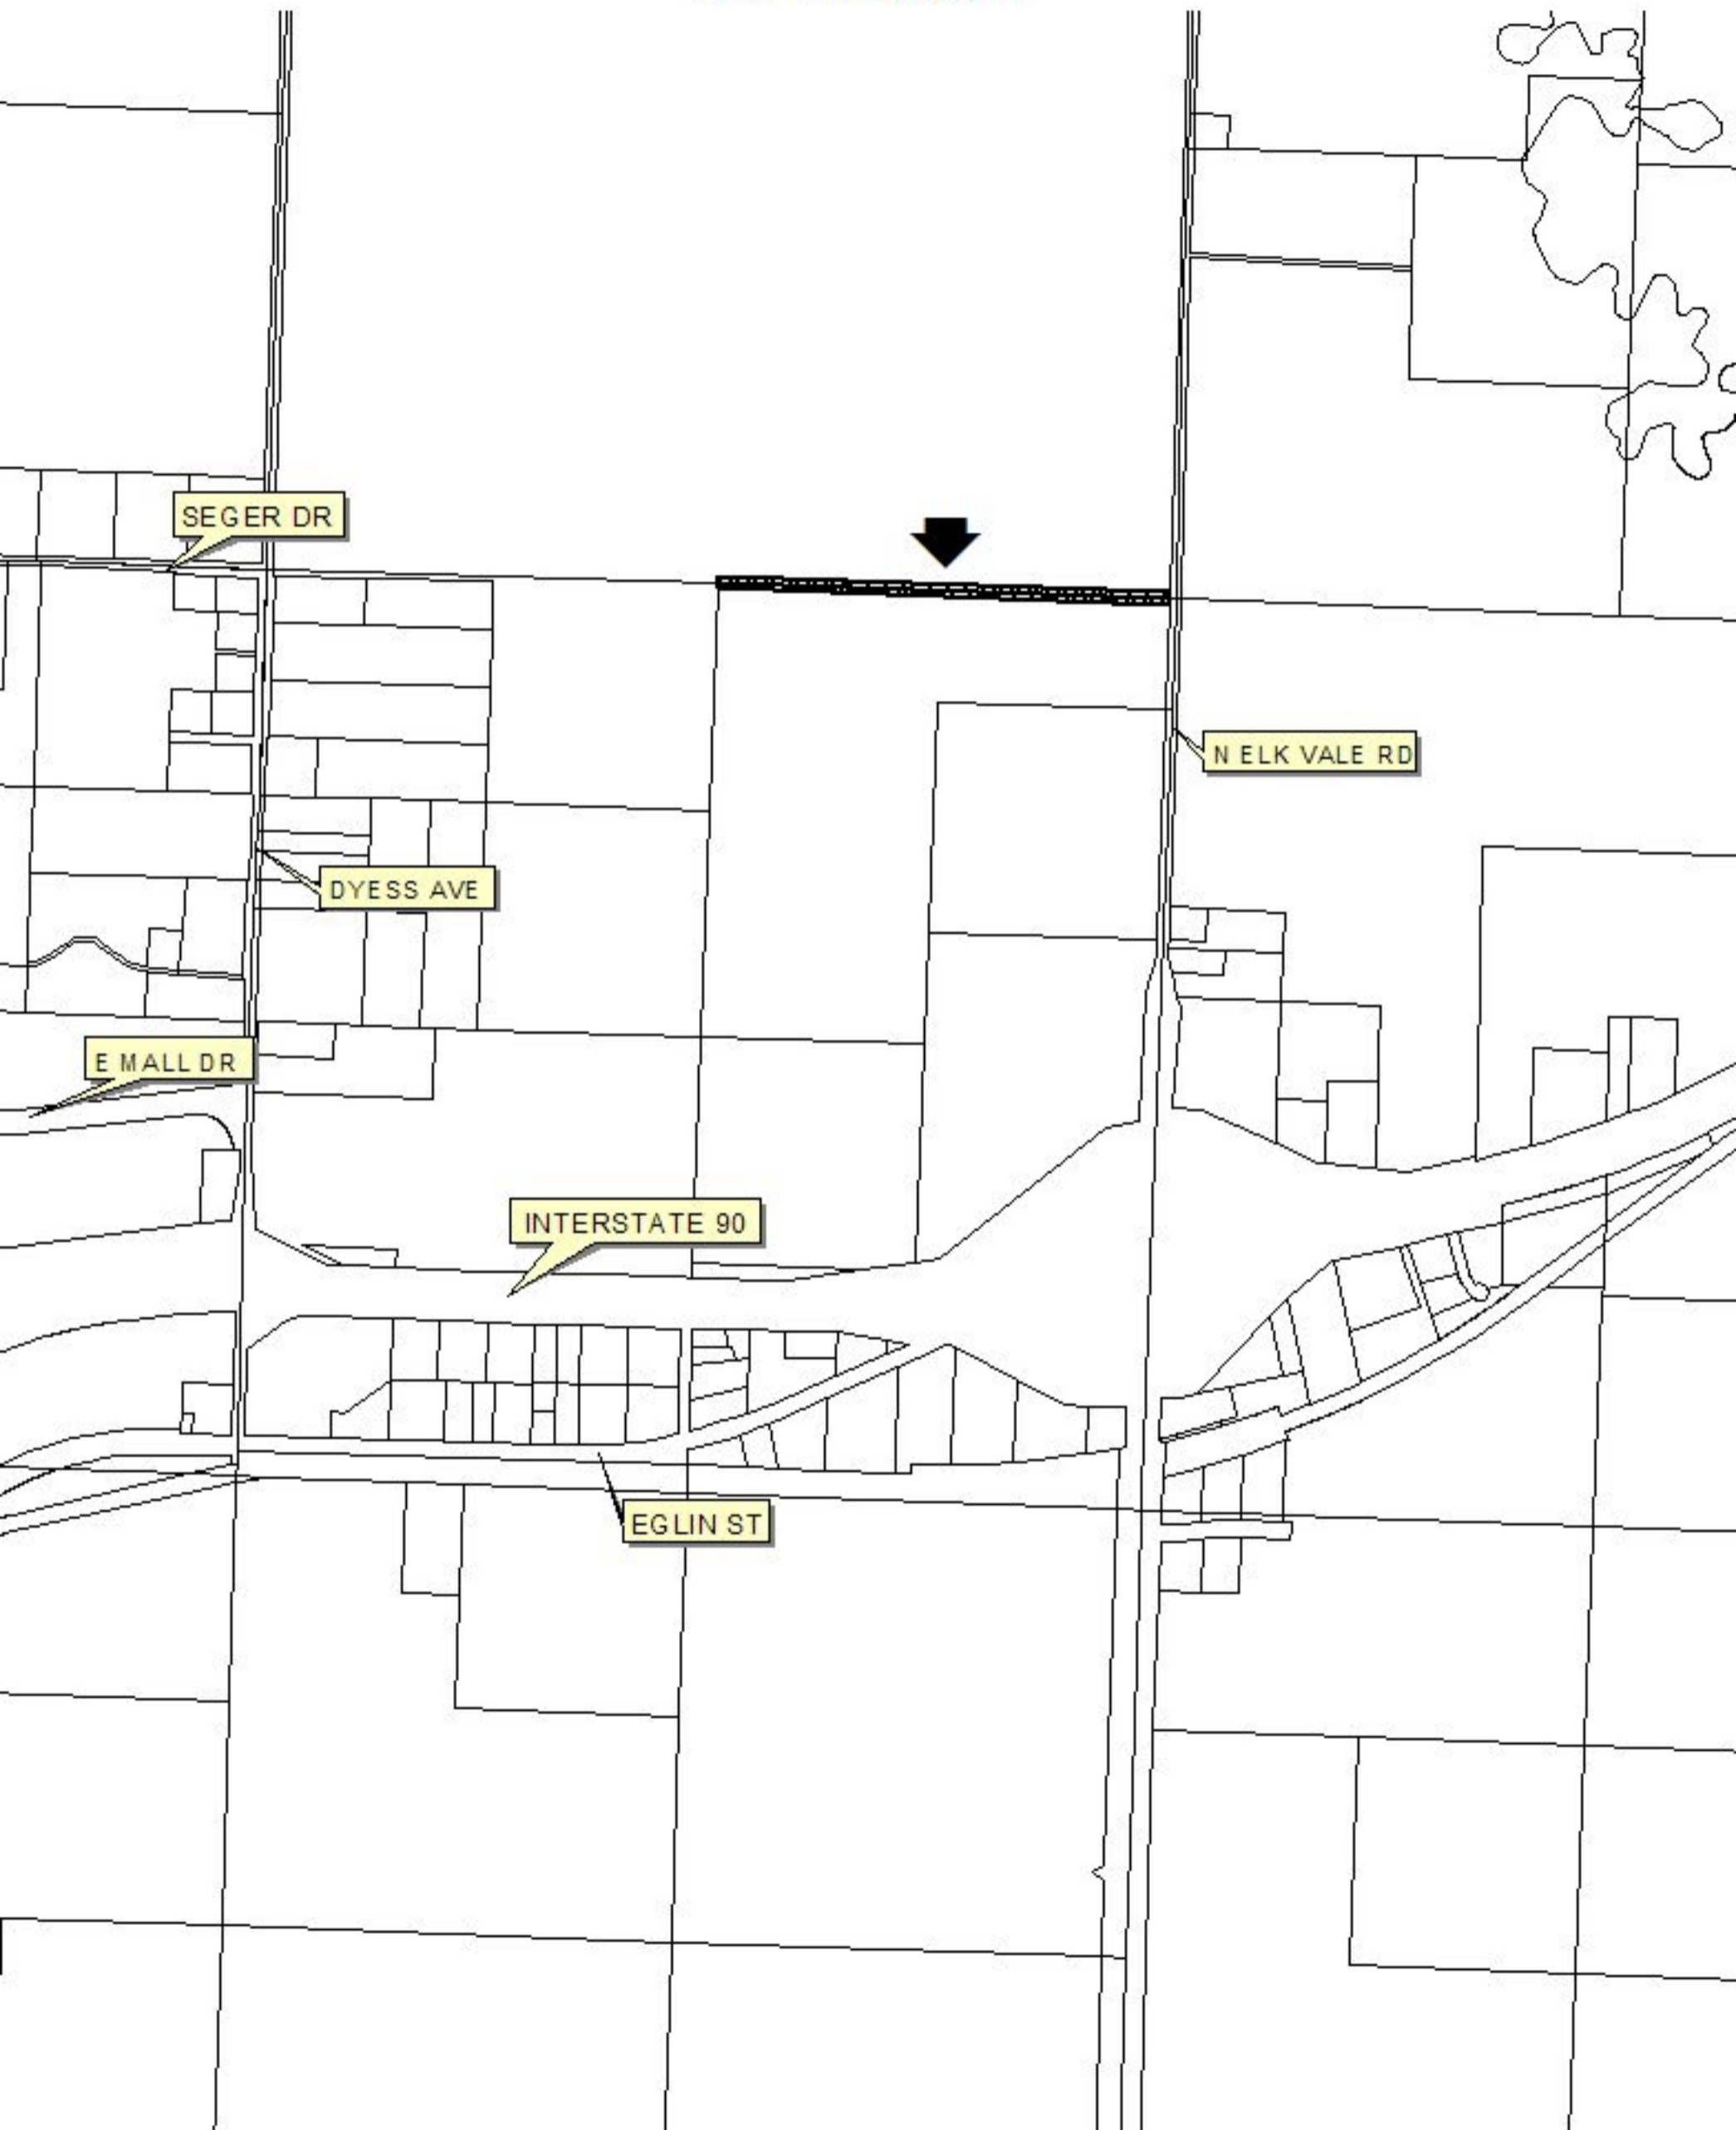 SEGER DR
N ELK VALE RD
DYESS AVE
E MALL DR
INTERSTATE 90
EGLIN ST